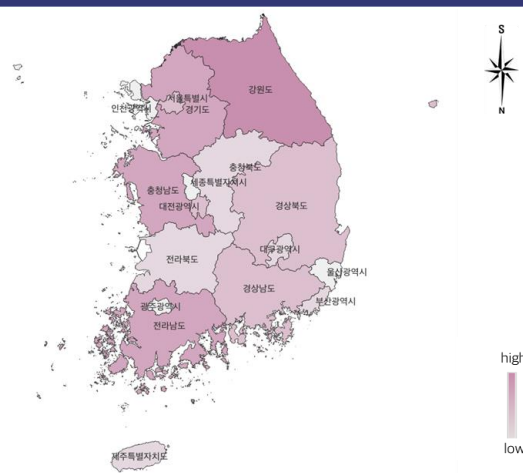 S
N
강원도
서울특별시
인천광역시
경기도
충청북도
세종특별자치시
충청남도
대전광역시
경상북도
대구광역시
전라북도
울산광역시
경상남도
부산광역시
광주광역시
전라남도
제주특별자치도
high
low